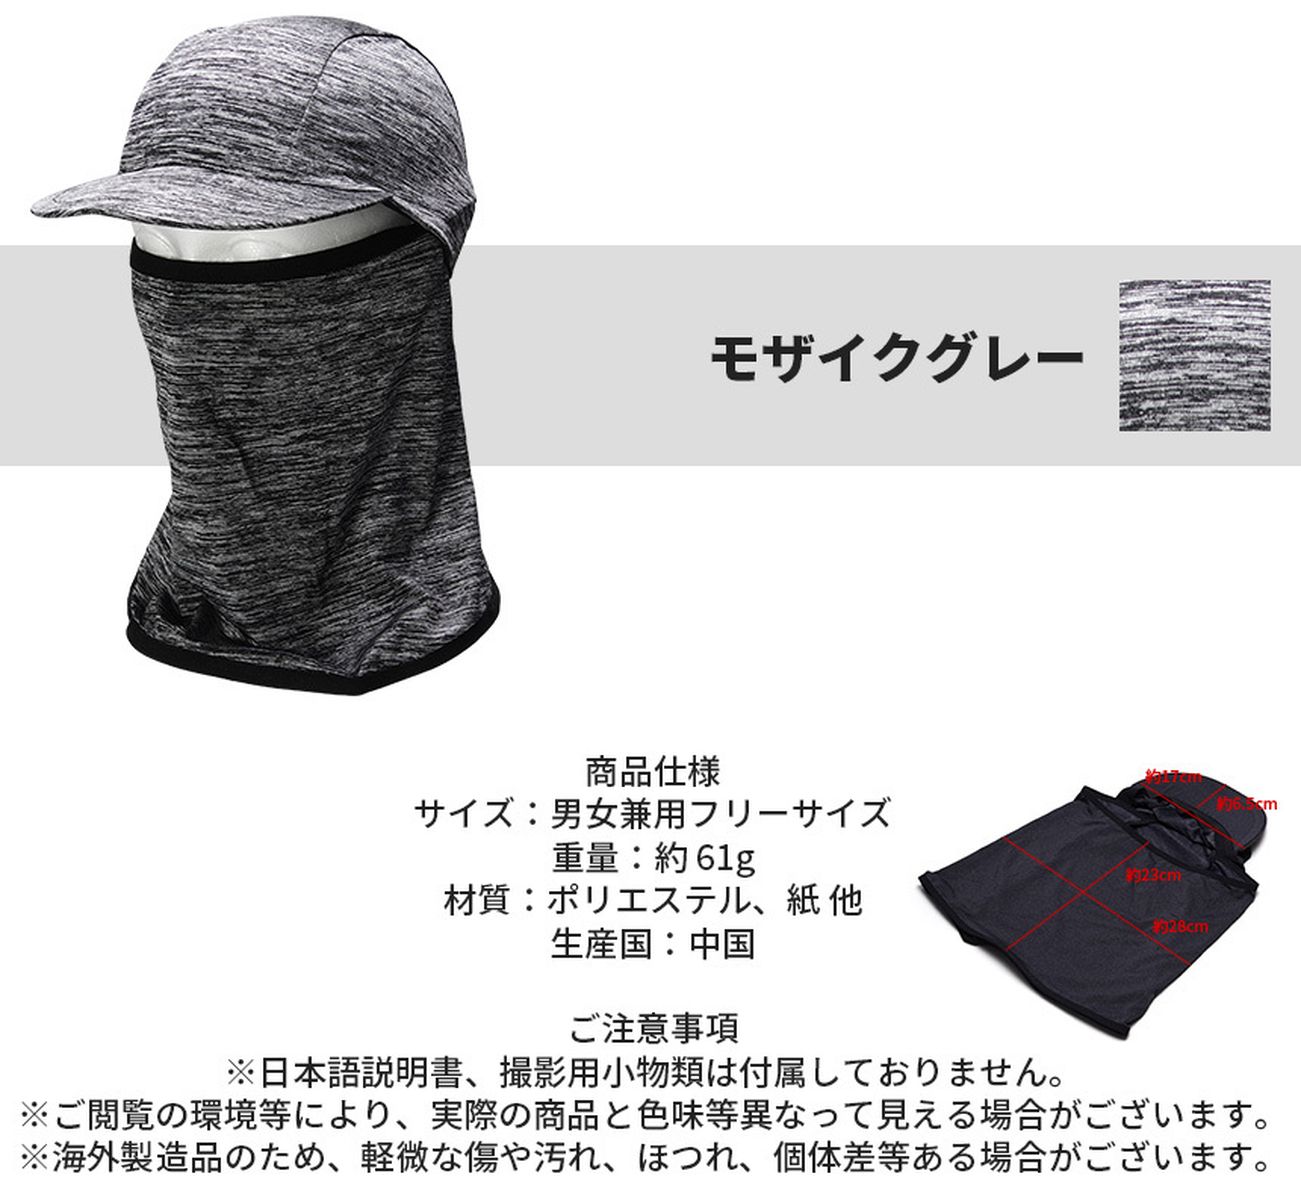 モザイクグレー
商品仕様
サイズ：男女兼用フリーサイズ
重量：約 61g
材質：ポリエステル、紙 他
生産国：中国
約17cm
約6.5cm
約23cm
約28cm
ご注意事項
※日本語説明書、撮影用小物類は付属しておりません。
※ご閲覧の環境等により、実際の商品と色味等異なって見える場合がございます。
※海外製造品のため、軽微な傷や汚れ、ほつれ、個体差等ある場合がございます。